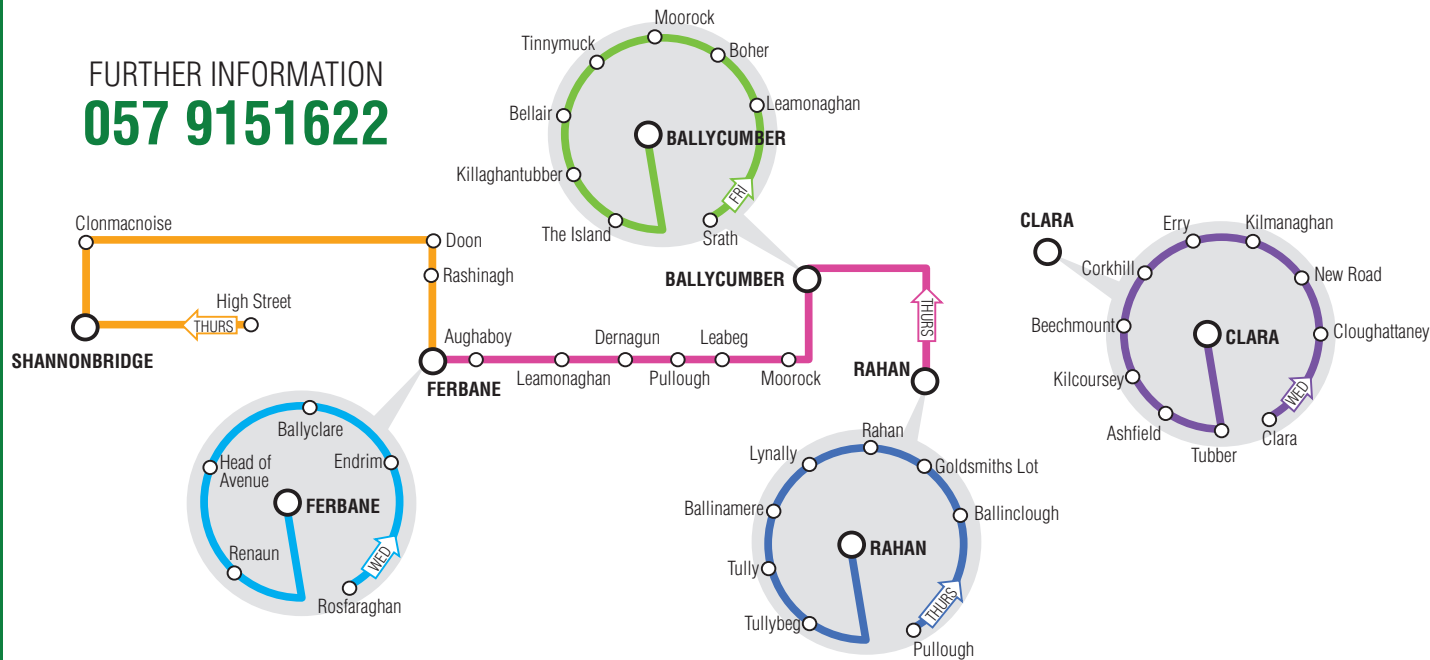 FURTHER INFORMATION
057 9151622
Moorock
Tinnymuck
Boher
Bellair
Leamonaghan
BALLYCUMBER
Killaghantubber
FRI
The Island
Srath
Clonmacnoise
Doon
Rashinagh
High Street
THURS
SHANNONBRIDGE
Aughaboy
FERBANE
Leamonaghan
Dernagun
Pullough
Leabeg
Moorock
BALLYCUMBER
THURS
RAHAN
CLARA
Erry
Kilmanaghan
Corkhill
New Road
Beechmount
CLARA
Cloughattaney
Kilcoursey
WED
Ashfield
Clara
Tubber
Ballyclare
Endrim
Head of
Avenue
FERBANE
Renaun
WED
Rosfaraghan
Rahan
Lynally
Goldsmiths Lot
Ballinamere
Ballinclough
RAHAN
Tully
THURS
Tullybeg
Pullough